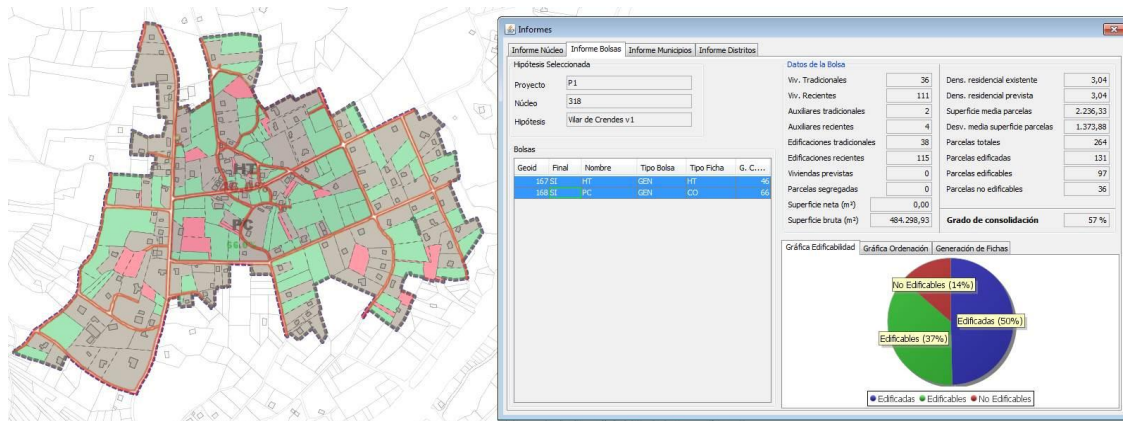 HT
PC
Informes
Informe Núcleo
Informe Bolsas
Informe Municipios
Informe Distritos
Hipótesis Seleccionada
Proyecto
P1
Núcleo
318
Hipótesis
Vilar de Crendes v1
Bolsas
Geoid Final Nombre Tipo Bolsa Tipo Ficha G. C....
167 SI HT GEN HT 46
168 SI PC GEN CO 66
Datos de la Bolsa
Viv. Tradicionales 36
Viv. Recientes 111
Auxiliares tradicionales 2
Auxiliares recientes 4
Edificaciones tradicionales 38
Edificaciones recientes 115
Viviendas previstas 0
Parcelas segregadas 0
Superficie neta (m²) 0,00
Superficie bruta (m²) 484.298,93
Dens. residencial existente 3,04
Dens. residencial prevista 3,04
Superficie media parcelas 2.236,33
Desv. media superficie parcelas 1.373,88
Parcelas totales 264
Parcelas edificadas 131
Parcelas edificables 97
Parcelas no edificables 36
Grado de consolidación 57 %
Gráfica Edificabilidad
Gráfica Ordenación
Generación de Fichas
No Edificables (14%)
Edificadas (50%)
Edificables (37%)
Edificadas Edificables No Edificables